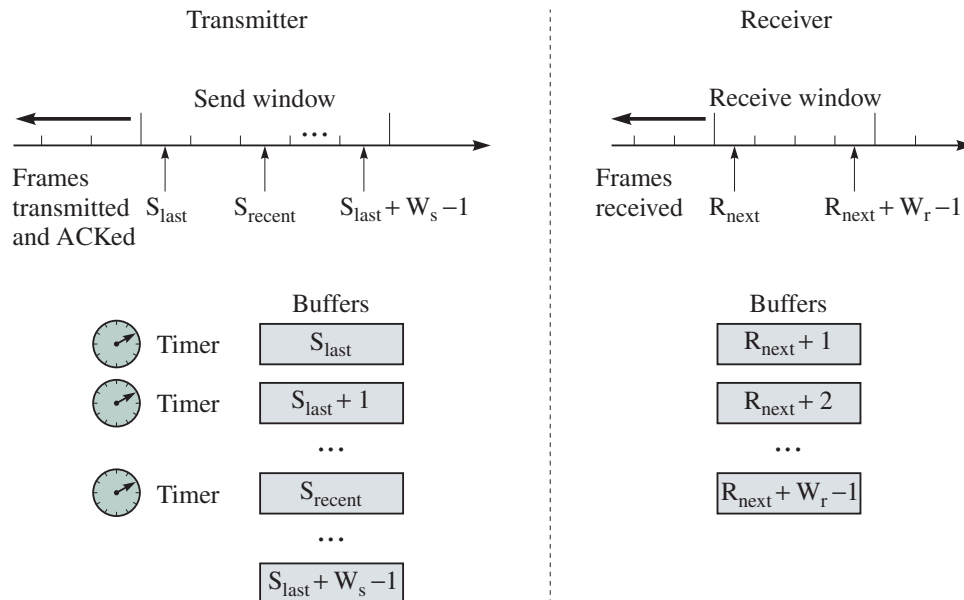 Transmitter
Receiver
Send window
...
Receive window
Frames
transmitted
and ACKed
S_last
S_recent
S_last + W_s – 1
Frames
received
R_next
R_next + W_r – 1
Buffers
Timer
S_last
Timer
S_last + 1
...
Timer
S_recent
...
S_last + W_s – 1
Buffers
R_next + 1
R_next + 2
...
R_next + W_r – 1